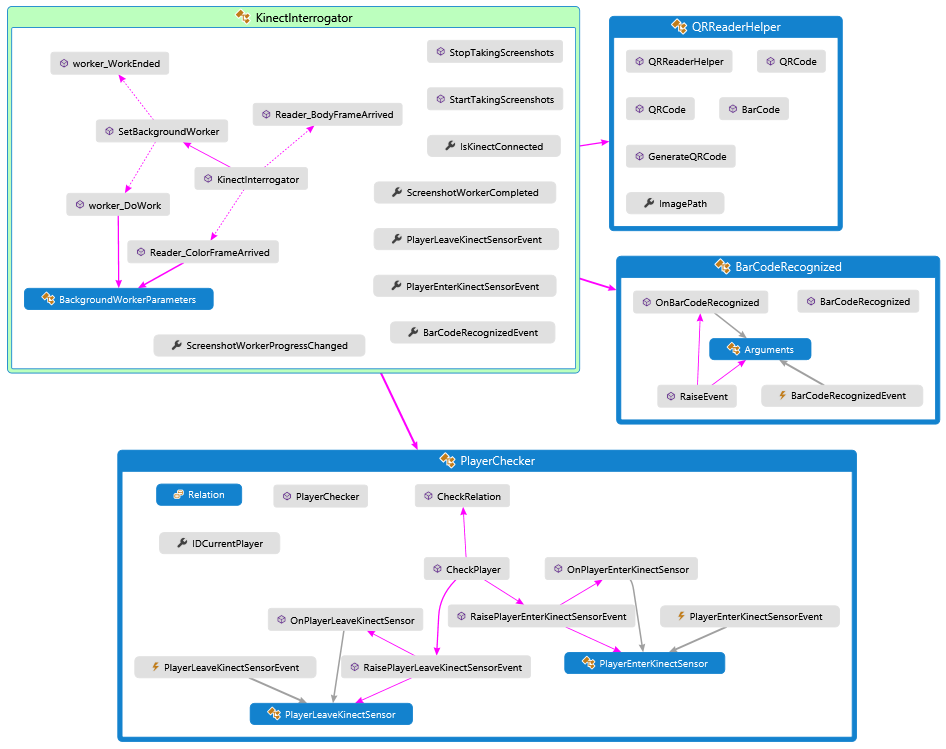 KinectInterrogator
worker_WorkEnded
SetBackgroundWorker
Reader_BodyFrameArrived
KinectInterrogator
worker_DoWork
Reader_ColorFrameArrived
BackgroundWorkerParameters
StopTakingScreenshots
StartTakingScreenshots
IsKinectConnected
ScreenshotWorkerCompleted
PlayerLeaveKinectSensorEvent
PlayerEnterKinectSensorEvent
BarCodeRecognizedEvent
ScreenshotWorkerProgressChanged
QRReaderHelper
QRReaderHelper
QRCode
QRCode
BarCode
GenerateQRCode
ImagePath
BarCodeRecognized
OnBarCodeRecognized
BarCodeRecognized
Arguments
RaiseEvent
BarCodeRecognizedEvent
PlayerChecker
Relation
PlayerChecker
CheckRelation
IDCurrentPlayer
CheckPlayer
OnPlayerEnterKinectSensor
OnPlayerLeaveKinectSensor
RaisePlayerEnterKinectSensorEvent
PlayerEnterKinectSensorEvent
PlayerLeaveKinectSensorEvent
RaisePlayerLeaveKinectSensorEvent
PlayerEnterKinectSensor
PlayerLeaveKinectSensor